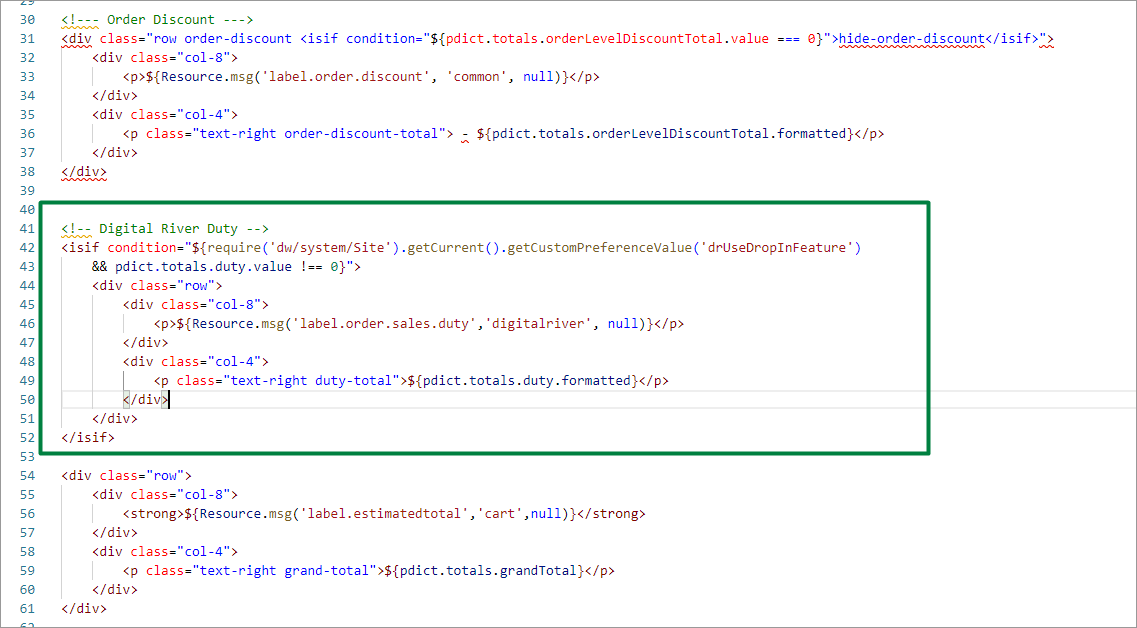 29
30 <!--- Order Discount --->
31 <div class="row order-discount <isif condition="${pdict.totals.orderLevelDiscountTotal.value === 0}">hide-order-discount</isif>">
32     <div class="col-8">
33         <p>${Resource.msg('label.order.discount', 'common', null)}</p>
34     </div>
35     <div class="col-4">
36         <p class="text-right order-discount-total"> - ${pdict.totals.orderLevelDiscountTotal.formatted}</p>
37     </div>
38 </div>
39
40
41 <!-- Digital River Duty -->
42 <isif condition="${require('dw/system/Site').getCurrent().getCustomPreferenceValue('drUseDropInFeature')
43     && pdict.totals.duty.value !== 0}">
44     <div class="row">
45         <div class="col-8">
46             <p>${Resource.msg('label.order.sales.duty','digitalriver', null)}</p>
47         </div>
48         <div class="col-4">
49             <p class="text-right duty-total">${pdict.totals.duty.formatted}</p>
50         </div>
51     </div>
52 </isif>
53
54 <div class="row">
55     <div class="col-8">
56         <strong>${Resource.msg('label.estimatedtotal','cart',null)}</strong>
57     </div>
58     <div class="col-4">
59         <p class="text-right grand-total">${pdict.totals.grandTotal}</p>
60     </div>
61 </div>
62